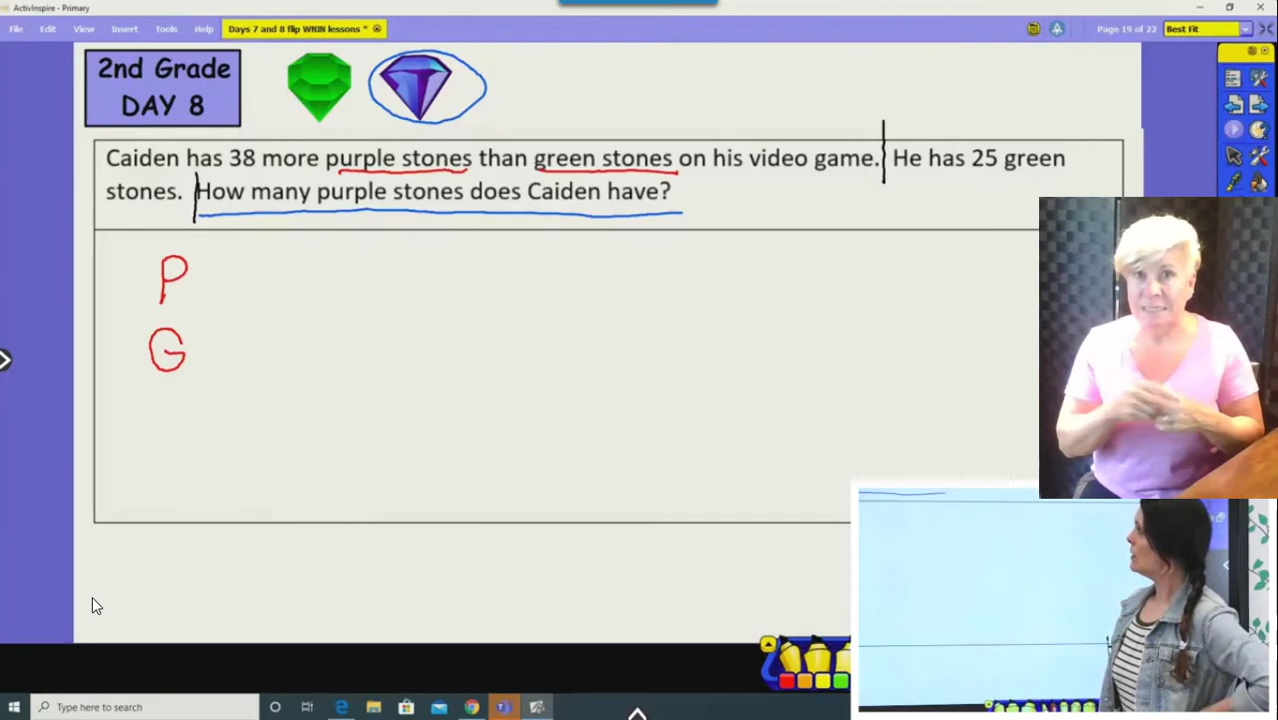 ActivInspire - Primary
File Edit View Insert Tools Help Days 7 and 8 flip WNIN lessons * Page 19 of 22 Best Fit
2nd Grade
DAY 8
Caiden has 38 more purple stones than green stones on his video game. He has 25 green
stones. How many purple stones does Caiden have?
P
G
Type here to search